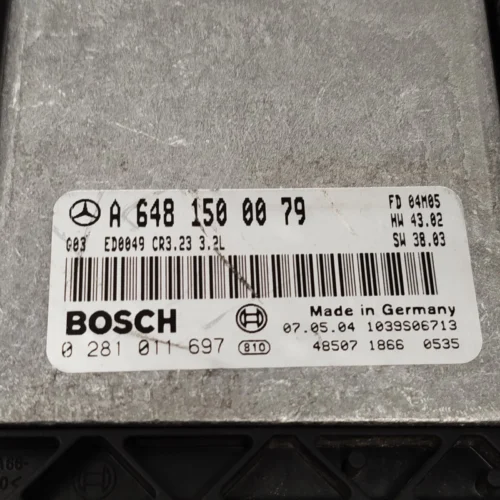 A 648 150 00 79
FD 04M05
HW 43.02
G03 ED0049 CR3.23 3.2L
SW 38.03
BOSCH
Made in Germany
07.05.04 1039S06713
0 281 011 697 810
48507 1866 0535